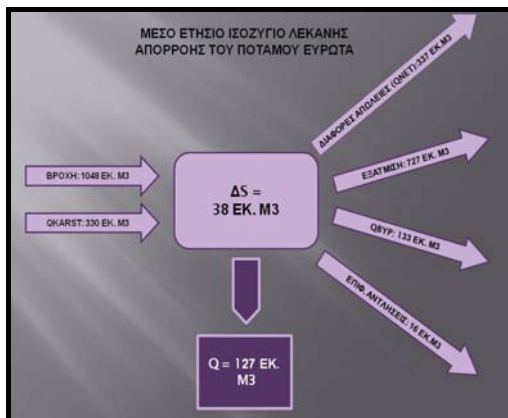 ΜΕΣΟ ΕΤΗΣΙΟ ΙΣΟΖΥΓΙΟ ΛΕΚΑΝΗΣ
ΑΠΟΡΡΟΗΣ ΤΟΥ ΠΟΤΑΜΟΥ ΕΥΡΩΤΑ
ΔΙΑΦΟΡΕΣ ΑΠΩΛΕΙΕΣ (QNET):337 ΕΚ.Μ3
ΕΞΑΤΜΙΣΗ: 727 ΕΚ. Μ3
ΒΡΟΧΗ: 1048 ΕΚ. Μ3
ΔS =
38 ΕΚ. Μ3
QKARST: 330 ΕΚ. Μ3
QΒΥΡ: 133 ΕΚ. Μ3
ΕΠΙΦ. ΑΝΤΛΗΣΕΙΣ: 16 ΕΚ.Μ3
Q = 127 ΕΚ.
Μ3